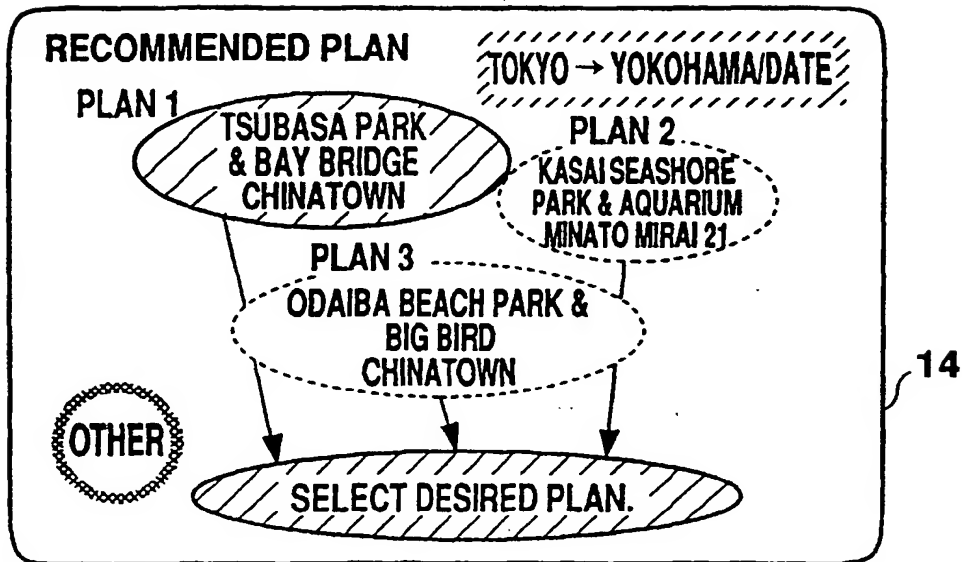 RECOMMENDED PLAN
TOKYO → YOKOHAMA/DATE
PLAN 1
TSUBASA PARK
& BAY BRIDGE
CHINATOWN
PLAN 2
KASAI SEASHORE
PARK & AQUARIUM
MINATO MIRAI 21
PLAN 3
ODAIBA BEACH PARK &
BIG BIRD
CHINATOWN
14
OTHER
SELECT DESIRED PLAN.